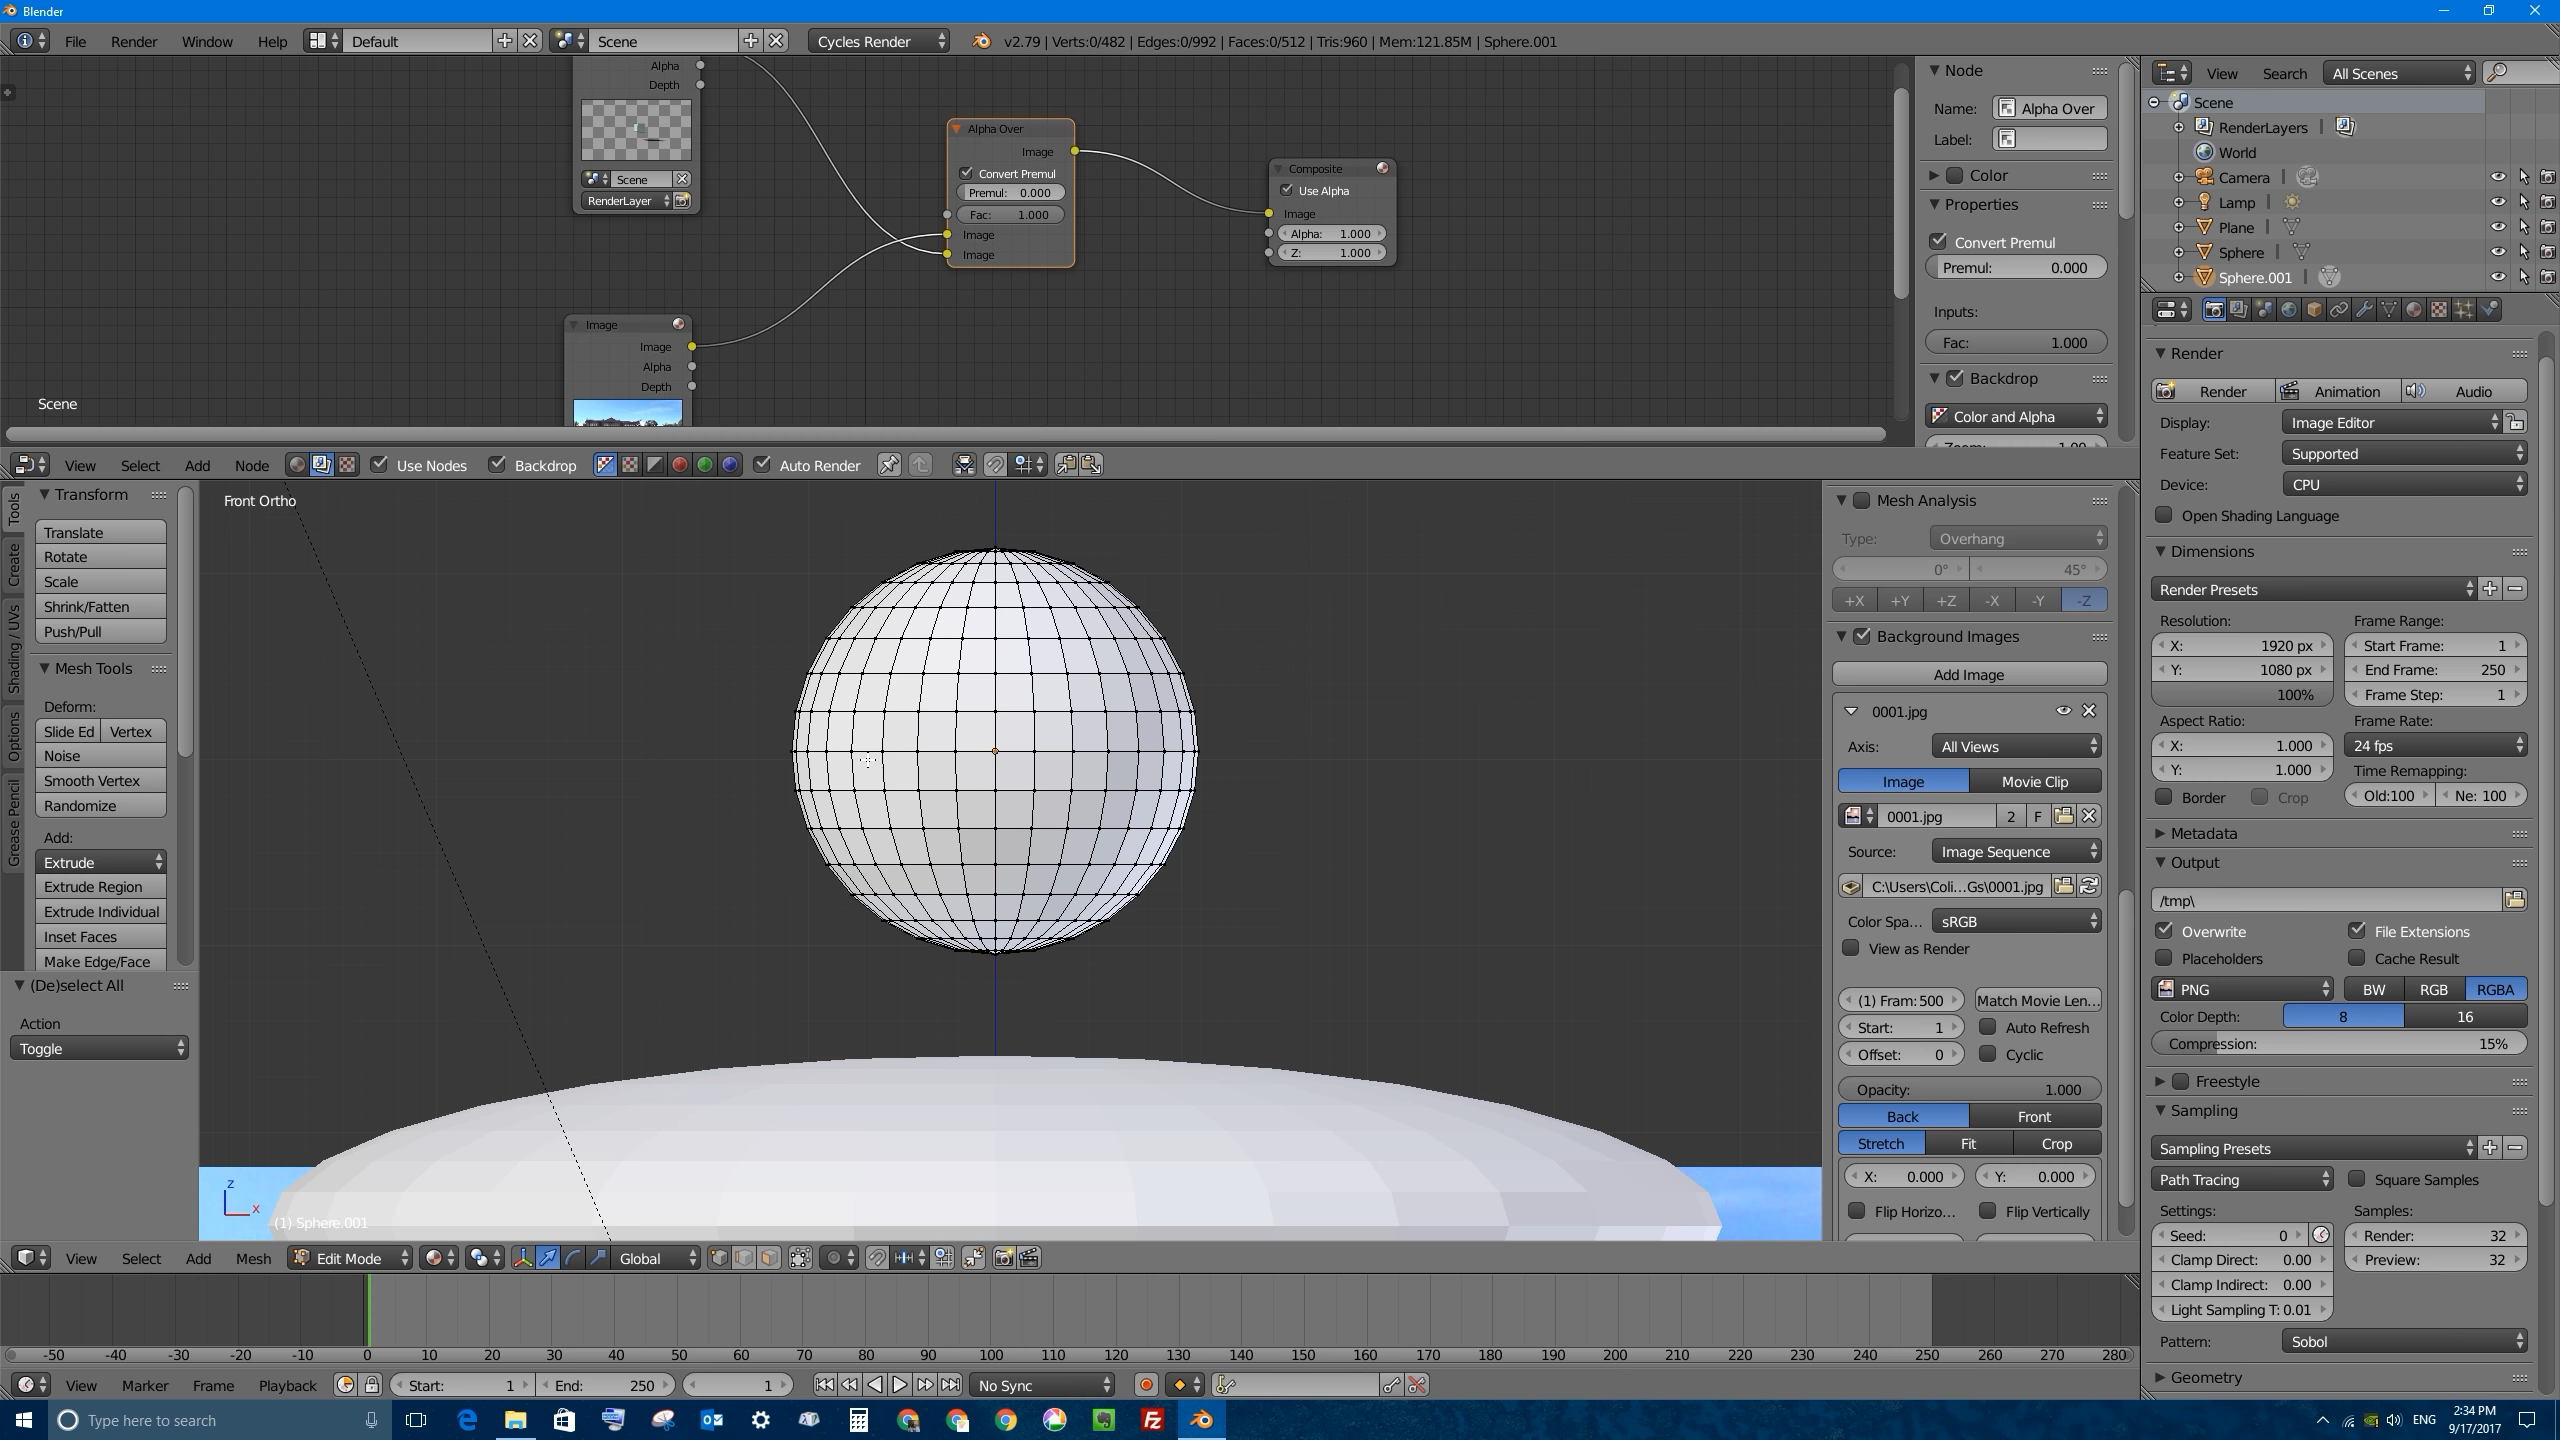 Blender
File Render Window Help Default Scene Cycles Render v2.79 | Verts:0/482 | Edges:0/992 | Faces:0/512 | Tris:960 | Mem:121.85M | Sphere.001
Alpha
Depth
Scene
RenderLayer
Alpha Over
Image
Convert Premul
Premul: 0.000
Fac: 1.000
Image
Image
Composite
Use Alpha
Image
Alpha: 1.000
Z: 1.000
Image
Image
Alpha
Depth
Scene
Node
Name: Alpha Over
Label:
Color
Properties
Convert Premul
Premul: 0.000
Inputs:
Fac: 1.000
Backdrop
Color and Alpha
Zoom: 1.00
View Select Add Node Use Nodes Backdrop Auto Render
View Search All Scenes
Scene
RenderLayers |
World
Camera |
Lamp |
Plane |
Sphere |
Sphere.001 |
Render
Render Animation Audio
Display: Image Editor
Feature Set: Supported
Device: CPU
Open Shading Language
Dimensions
Render Presets
Resolution: Frame Range:
X: 1920 px Start Frame: 1
Y: 1080 px End Frame: 250
100% Frame Step: 1
Aspect Ratio: Frame Rate:
X: 1.000 24 fps
Y: 1.000 Time Remapping:
Border Crop Old:100 Ne: 100
Metadata
Output
/tmp\
Overwrite File Extensions
Placeholders Cache Result
PNG BW RGB RGBA
Color Depth: 8 16
Compression: 15%
Freestyle
Sampling
Sampling Presets
Path Tracing Square Samples
Settings: Samples:
Seed: 0 Render: 32
Clamp Direct: 0.00 Preview: 32
Clamp Indirect: 0.00
Light Sampling T: 0.01
Pattern: Sobol
Geometry
Tools
Create
Shading / UVs
Options
Grease Pencil
Transform
Translate
Rotate
Scale
Shrink/Fatten
Push/Pull
Mesh Tools
Deform:
Slide Ed Vertex
Noise
Smooth Vertex
Randomize
Add:
Extrude
Extrude Region
Extrude Individual
Inset Faces
Make Edge/Face
(De)select All
Action
Toggle
Front Ortho
z
x
(1) Sphere.001
Mesh Analysis
Type: Overhang
0° 45°
+X +Y +Z -X -Y -Z
Background Images
Add Image
0001.jpg
Axis: All Views
Image Movie Clip
0001.jpg 2 F
Source: Image Sequence
C:\Users\Coli...Gs\0001.jpg
Color Spa... sRGB
View as Render
(1) Fram: 500 Match Movie Len...
Start: 1 Auto Refresh
Offset: 0 Cyclic
Opacity: 1.000
Back Front
Stretch Fit Crop
X: 0.000 Y: 0.000
Flip Horizo... Flip Vertically
View Select Add Mesh Edit Mode Global
-50 -40 -30 -20 -10 0 10 20 30 40 50 60 70 80 90 100 110 120 130 140 150 160 170 180 190 200 210 220 230 240 250 260 270 280
View Marker Frame Playback Start: 1 End: 250 1 No Sync
Type here to search
ENG
2:34 PM
9/17/2017